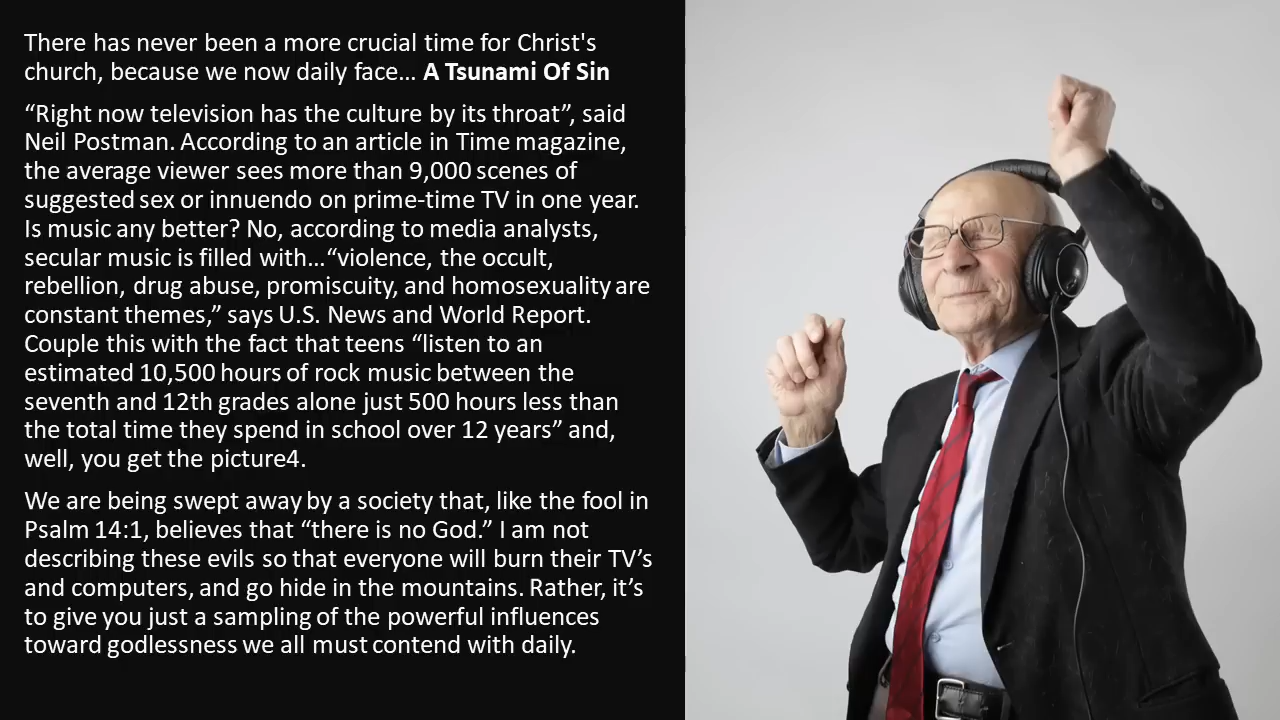 There has never been a more crucial time for Christ's
church, because we now daily face... A Tsunami Of Sin
“Right now television has the culture by its throat”, said
Neil Postman. According to an article in Time magazine,
the average viewer sees more than 9,000 scenes of
suggested sex or innuendo on prime-time TV in one year.
Is music any better? No, according to media analysts,
secular music is filled with...“violence, the occult,
rebellion, drug abuse, promiscuity, and homosexuality are
constant themes,” says U.S. News and World Report.
Couple this with the fact that teens “listen to an
estimated 10,500 hours of rock music between the
seventh and 12th grades alone just 500 hours less than
the total time they spend in school over 12 years” and,
well, you get the picture4.
We are being swept away by a society that, like the fool in
Psalm 14:1, believes that “there is no God.” I am not
describing these evils so that everyone will burn their TV’s
and computers, and go hide in the mountains. Rather, it’s
to give you just a sampling of the powerful influences
toward godlessness we all must contend with daily.